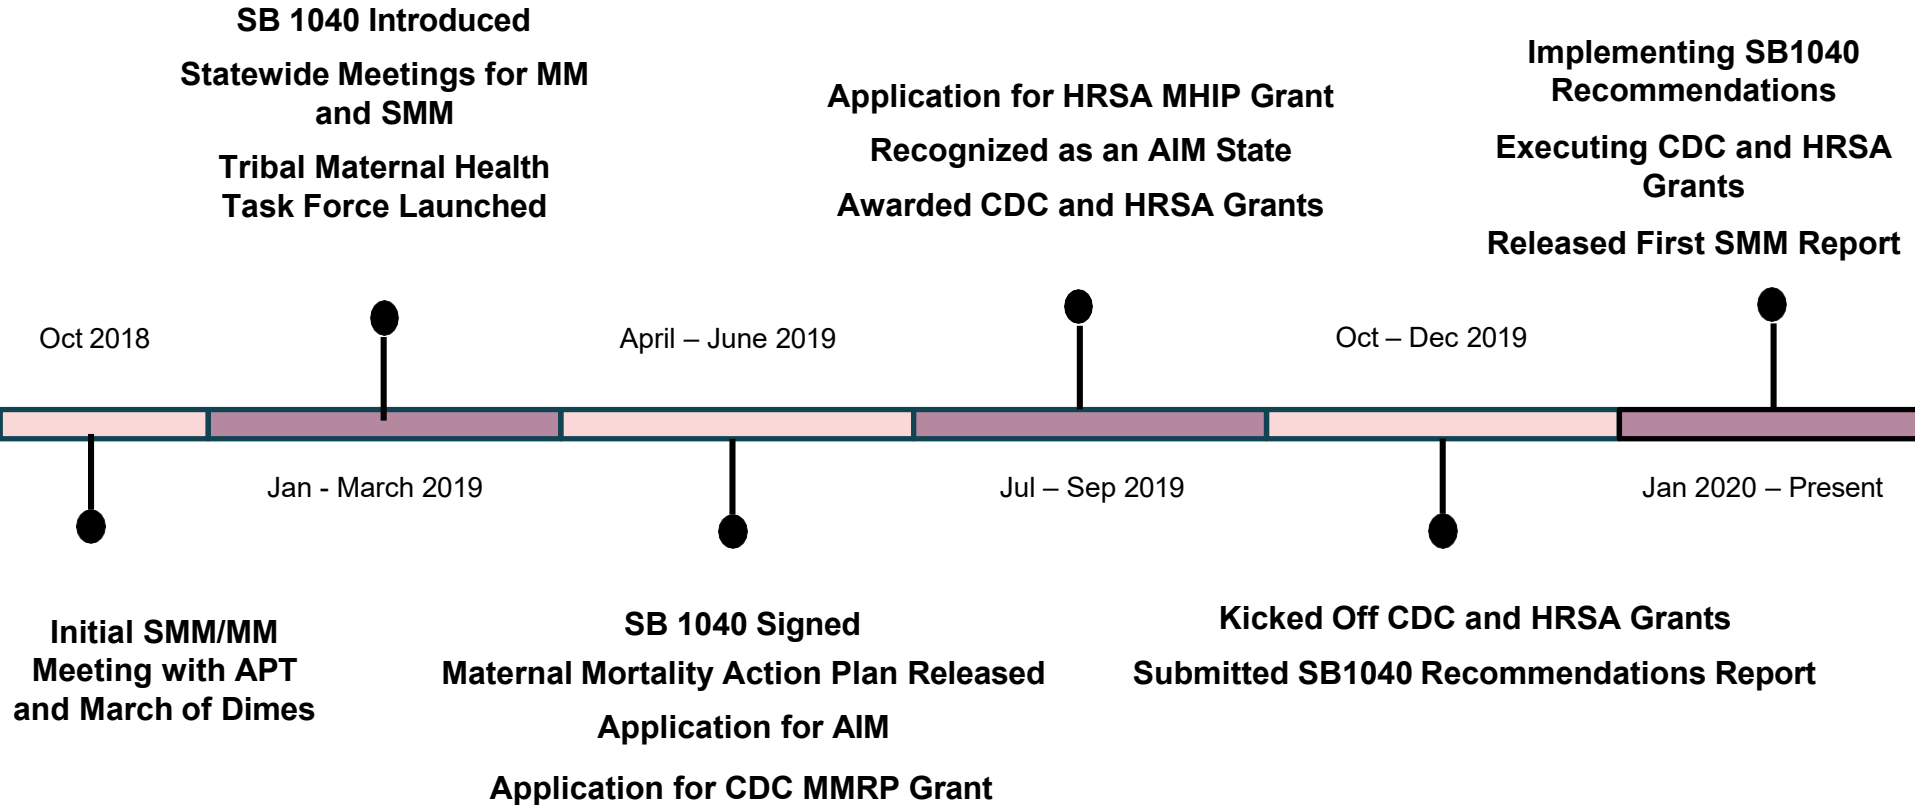 SB 1040 Introduced
Statewide Meetings for MM
and SMM
Tribal Maternal Health
Task Force Launched
Application for HRSA MHIP Grant
Recognized as an AIM State
Awarded CDC and HRSA Grants
Implementing SB1040
Recommendations
Executing CDC and HRSA
Grants
Released First SMM Report
Oct 2018
April – June 2019
Oct – Dec 2019
Jan - March 2019
Jul – Sep 2019
Jan 2020 – Present
Initial SMM/MM
Meeting with APT
and March of Dimes
SB 1040 Signed
Maternal Mortality Action Plan Released
Application for AIM
Application for CDC MMRP Grant
Kicked Off CDC and HRSA Grants
Submitted SB1040 Recommendations Report